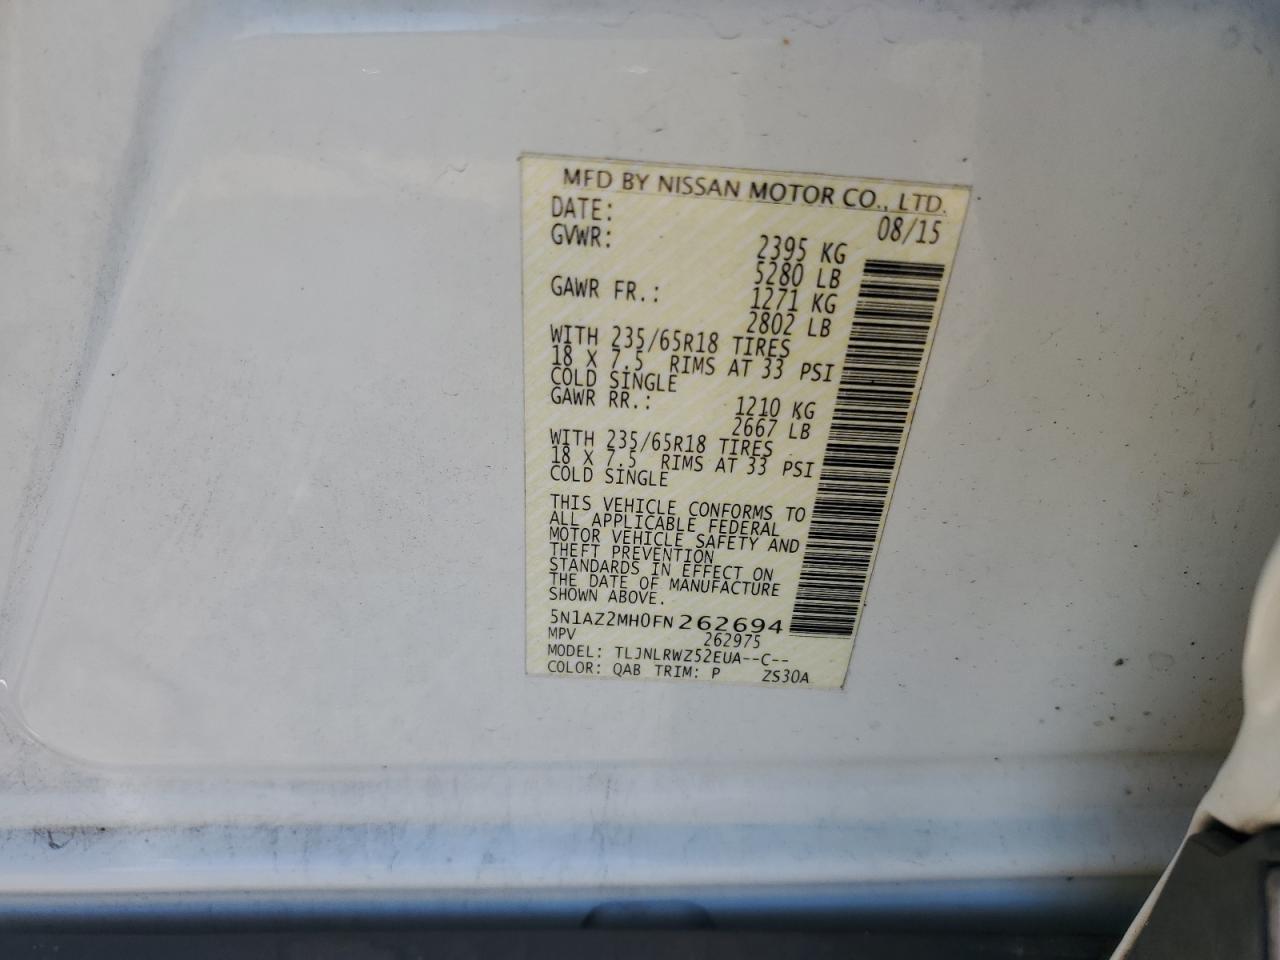 MFD BY NISSAN MOTOR CO., LTD.
DATE: 08/15
GVWR: 2395 KG
5280 LB
GAWR FR.: 1271 KG
2802 LB
WITH 235/65R18 TIRES
18 X 7.5 RIMS AT 33 PSI
COLD SINGLE
GAWR RR.: 1210 KG
2667 LB
WITH 235/65R18 TIRES
18 X 7.5 RIMS AT 33 PSI
COLD SINGLE
THIS VEHICLE CONFORMS TO
ALL APPLICABLE FEDERAL
MOTOR VEHICLE SAFETY AND
THEFT PREVENTION
STANDARDS IN EFFECT ON
THE DATE OF MANUFACTURE
SHOWN ABOVE.
5N1AZ2MH0FN262694
MPV 262975
MODEL: TLJNLRWZ52EUA--C--
COLOR: QAB TRIM: P ZS30A